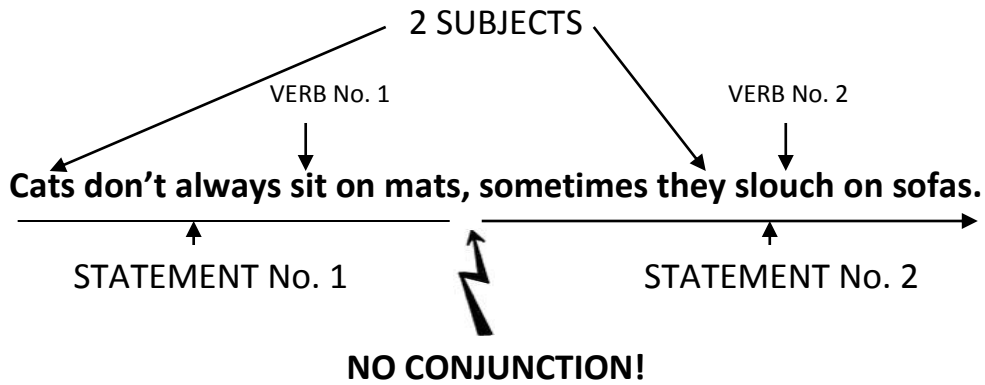 2 SUBJECTS
VERB No. 1
VERB No. 2
Cats don’t always sit on mats, sometimes they slouch on sofas.
STATEMENT No. 1
STATEMENT No. 2
NO CONJUNCTION!